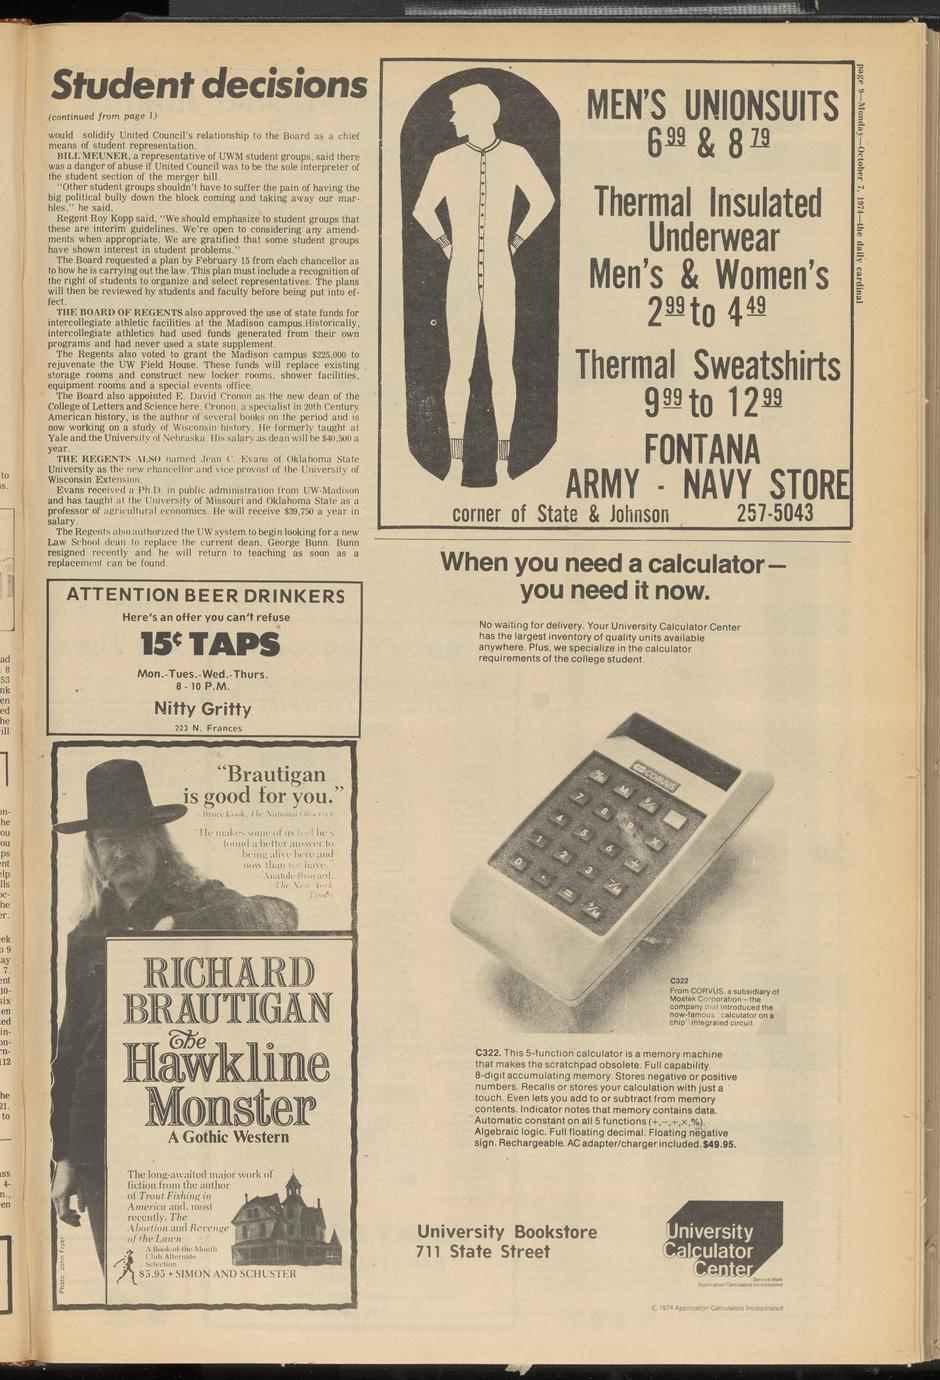 Student decisions
(continued from page 1)
would solidify United Council's relationship to the Board as a chief
means of student representation.
BILL MEUNER, a representative of UWM student groups, said there
was a danger of abuse if United Council was to be the sole interpreter of
the student section of the merger bill.
"Other student groups shouldn't have to suffer the pain of having the
big political bully down the block coming and taking away our mar-
bles," he said.
Regent Roy Kopp said, "We should emphasize to student groups that
these are interim guidelines. We're open to considering any amend-
ments when appropriate. We are gratified that some student groups
have shown interest in student problems."
The Board requested a plan by February 15 from each chancellor as
to how he is carrying out the law. This plan must include a recognition of
the right of students to organize and select representatives. The plans
will then be reviewed by students and faculty before being put into ef-
fect.
THE BOARD OF REGENTS also approved the use of state funds for
intercollegiate athletic facilities at the Madison campus.Historically,
intercollegiate athletics had used funds generated from their own
programs and had never used a state supplement.
The Regents also voted to grant the Madison campus $225,000 to
rejuvenate the UW Field House. These funds will replace existing
storage rooms and construct new locker rooms, shower facilities,
equipment rooms and a special events office.
The Board also appointed E. David Cronon as the new dean of the
College of Letters and Science here. Cronon, a specialist in 20th Century
American history, is the author of several books on the period and is
now working on a study of Wisconsin history. He formerly taught at
Yale and the University of Nebraska. His salary as dean will be $40,500 a
year.
THE REGENTS ALSO named Jean C. Evans of Oklahoma State
University as the new chancellor and vice provost of the University of
Wisconsin Extension.
Evans received a Ph.D. in public administration from UW-Madison
and has taught at the University of Missouri and Oklahoma State as a
professor of agricultural economics. He will receive $39,750 a year in
salary.
The Regents also authorized the UW system to begin looking for a new
Law School dean to replace the current dean, George Bunn. Bunn
resigned recently and he will return to teaching as soon as a
replacement can be found.
ATTENTION BEER DRINKERS
Here's an offer you can't refuse
15¢ TAPS
Mon.-Tues.-Wed.-Thurs.
8 - 10 P.M.
Nitty Gritty
223 N. Frances
"Brautigan
is good for you."
—Bruce Cook, The National Observer
"He makes some of us feel he's
found a better answer to
being alive here and
now than we have."
—Anatole Broyard,
The New York
Times
RICHARD
BRAUTIGAN
The
Hawkline
Monster
A Gothic Western
The long-awaited major work of
fiction from the author
of Trout Fishing in
America and, most
recently, The
Abortion and Revenge
of the Lawn
A Book-of-the-Month
Club Alternate
Selection
$5.95 • SIMON AND SCHUSTER
Photo: John Fryer
MEN'S UNIONSUITS
6.99 & 8.79
Thermal Insulated
Underwear
Men's & Women's
2.99 to 4.49
Thermal Sweatshirts
9.99 to 12.99
FONTANA
ARMY - NAVY STORE
corner of State & Johnson 257-5043
page 9—Monday—October 7, 1974—the daily cardinal
When you need a calculator—
you need it now.
No waiting for delivery. Your University Calculator Center
has the largest inventory of quality units available
anywhere. Plus, we specialize in the calculator
requirements of the college student.
CORVUS
C322
From CORVUS, a subsidiary of
Mostek Corporation—the
company that introduced the
now-famous "calculator on a
chip" integrated circuit.
C322. This 5-function calculator is a memory machine
that makes the scratchpad obsolete. Full capability
8-digit accumulating memory. Stores negative or positive
numbers. Recalls or stores your calculation with just a
touch. Even lets you add to or subtract from memory
contents. Indicator notes that memory contains data.
Automatic constant on all 5 functions (+,−,÷,×,%).
Algebraic logic. Full floating decimal. Floating negative
sign. Rechargeable. AC adapter/charger included. $49.95.
University Bookstore
711 State Street
University
Calculator
Center
Service Mark
Application Calculators Incorporated
© 1974 Application Calculators Incorporated